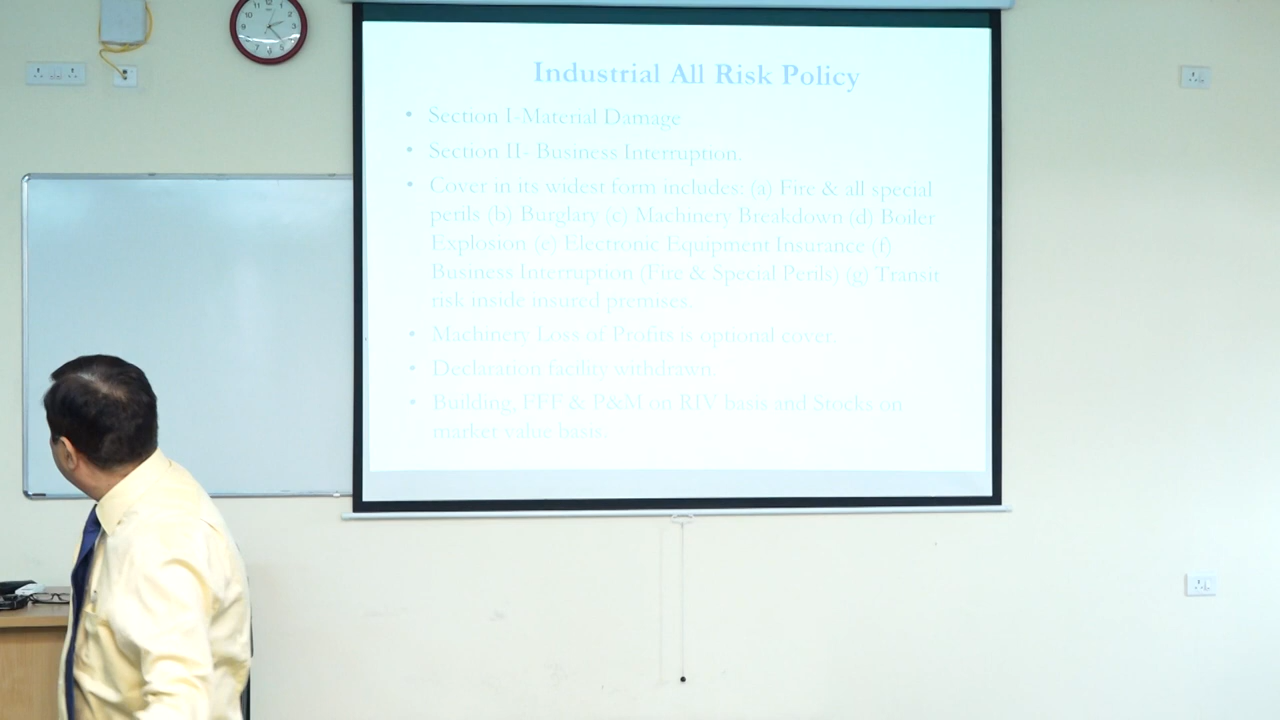 Industrial All Risk Policy
• Section I-Material Damage
• Section II- Business Interruption.
• Cover in its widest form includes: (a) Fire & all special
perils (b) Burglary (c) Machinery Breakdown (d) Boiler
Explosion (e) Electronic Equipment Insurance (f)
Business Interruption (Fire & Special Perils) (g) Transit
risk inside insured premises.
• Machinery Loss of Profits is optional cover.
• Declaration facility withdrawn.
• Building, FFF & P&M on RIV basis and Stocks on
market value basis.